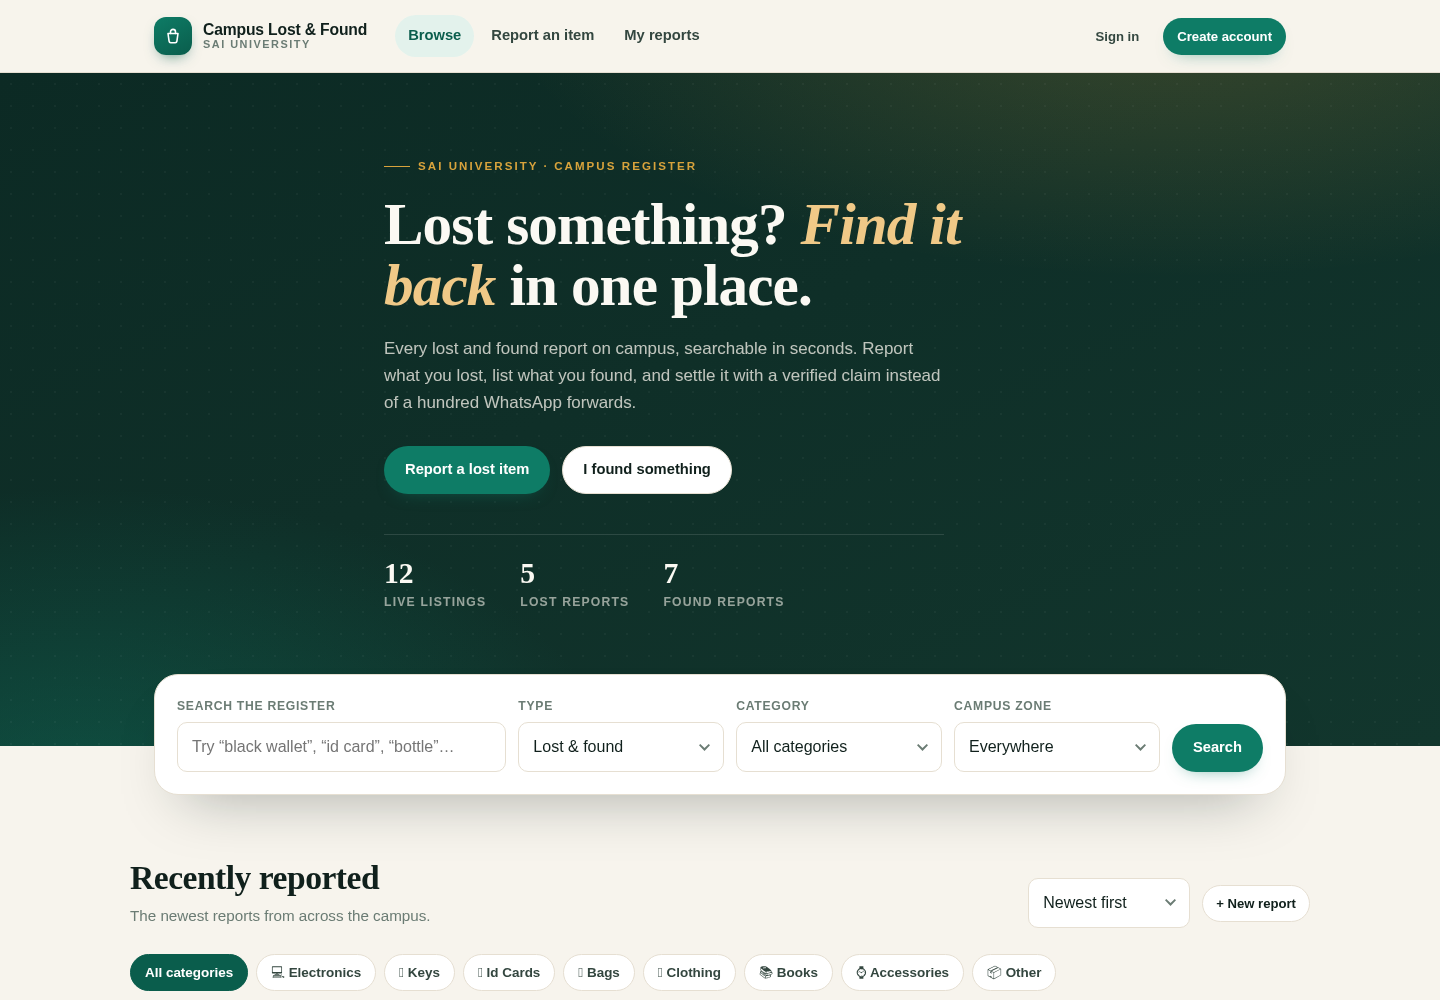 Campus Lost & Found
SAI UNIVERSITY
Browse
Report an item
My reports
Sign in
Create account
SAI UNIVERSITY · CAMPUS REGISTER
Lost something? Find it
back in one place.
Every lost and found report on campus, searchable in seconds. Report
what you lost, list what you found, and settle it with a verified claim instead
of a hundred WhatsApp forwards.
Report a lost item
I found something
12
LIVE LISTINGS
5
LOST REPORTS
7
FOUND REPORTS
SEARCH THE REGISTER
Try “black wallet”, “id card”, “bottle”…
TYPE
Lost & found
CATEGORY
All categories
CAMPUS ZONE
Everywhere
Search
Recently reported
The newest reports from across the campus.
Newest first
+ New report
All categories
💻 Electronics
Keys
Id Cards
Bags
Clothing
📚 Books
⌚ Accessories
📦 Other